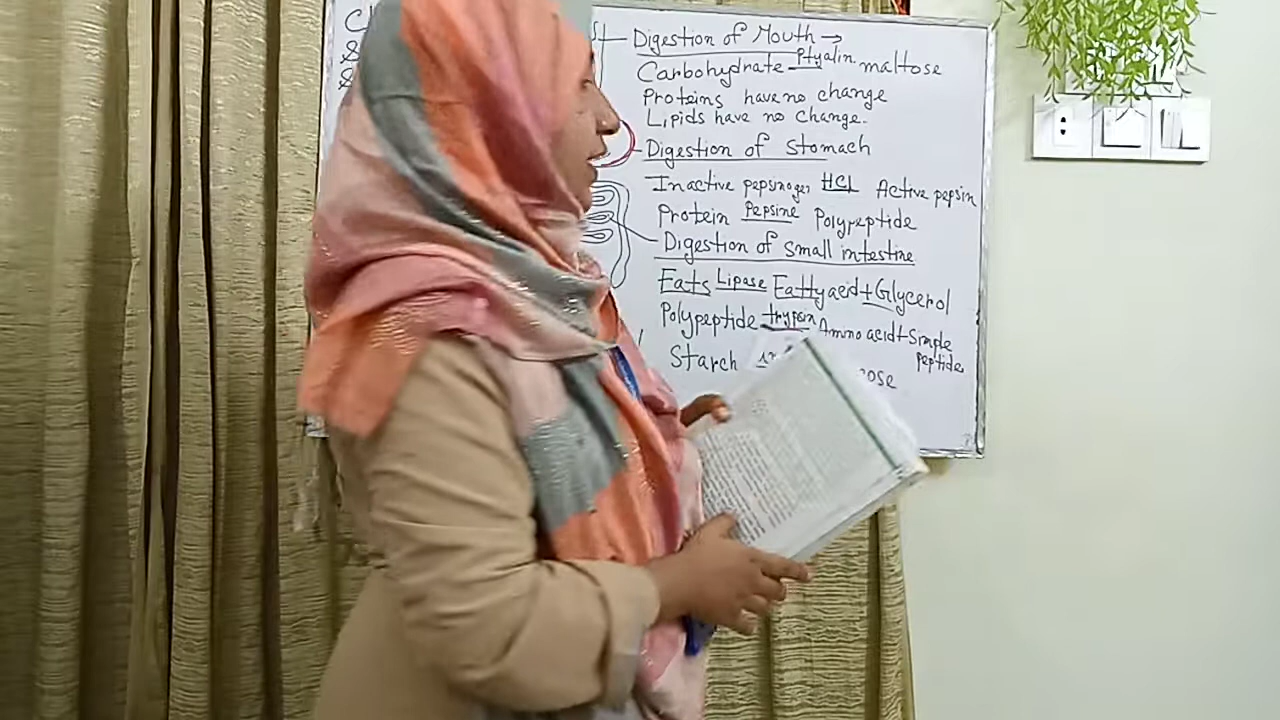 Digestion of Mouth →
Carbohydrate Ptyalin maltose
Proteins have no change
Lipids have no change.
Digestion of Stomach
Inactive pepsinogen HCl Active pepsin
Protein Pepsine Polypeptide
Digestion of small intestine
Fats Lipase Fattyacid+Glycerol
Polypeptide trypsin Amino acid+Simple
peptide
Starch